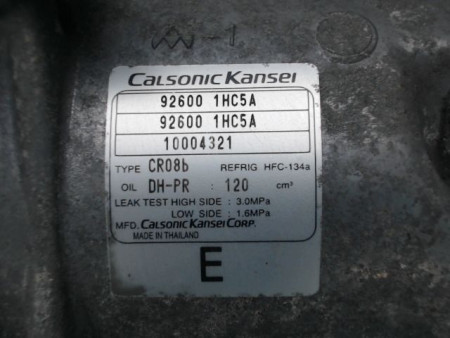 -1
CALSONIC KANSEI
92600 1HC5A
92600 1HC5A
10004321
TYPE CR08b REFRIG HFC-134a
OIL DH-PR : 120 cm³
LEAK TEST HIGH SIDE : 3.0MPa
LOW SIDE : 1.6MPa
MFD. CALSONIC KANSEI CORP.
MADE IN THAILAND
E